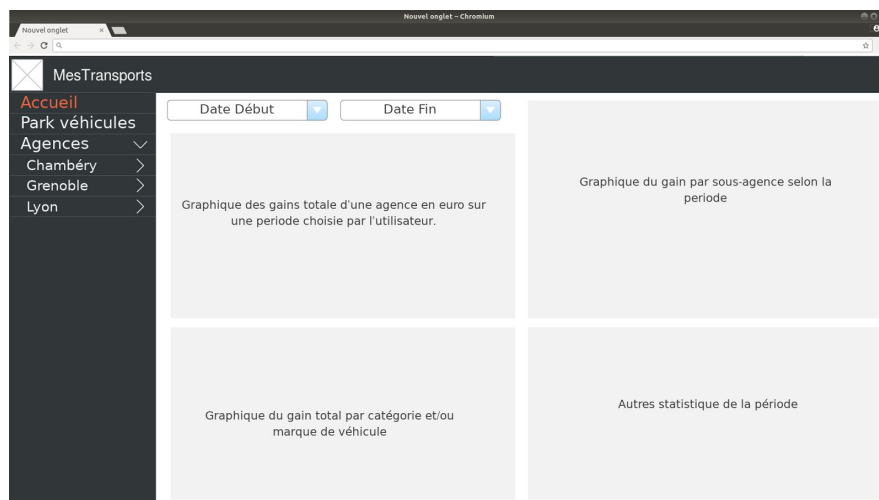 Nouvel onglet – Chromium
Nouvel onglet
MesTransports
Accueil
Park véhicules
Agences
Chambéry
Grenoble
Lyon
Date Début
Date Fin
Graphique des gains totale d'une agence en euro sur
une periode choisie par l'utilisateur.
Graphique du gain par sous-agence selon la
periode
Graphique du gain total par catégorie et/ou
marque de véhicule
Autres statistique de la période